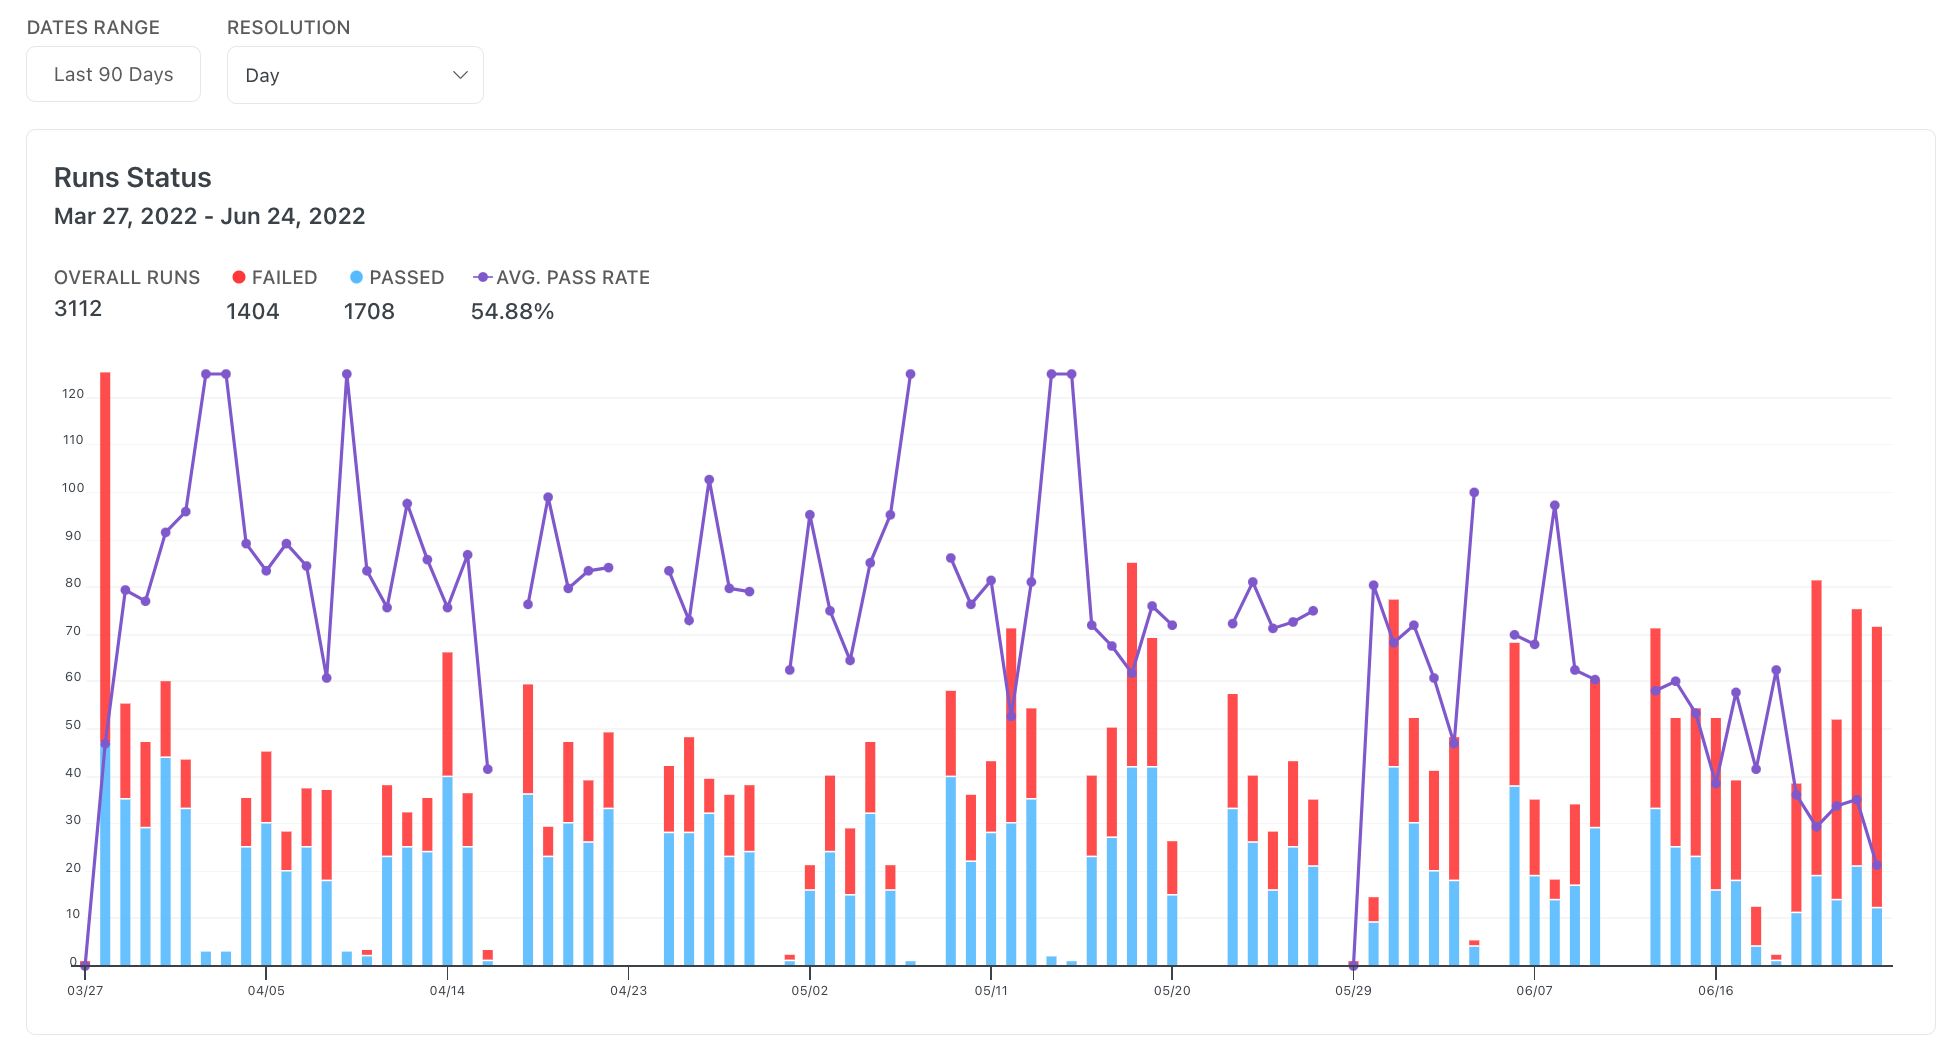 DATES RANGE RESOLUTION
Last 90 Days Day
Runs Status
Mar 27, 2022 - Jun 24, 2022
OVERALL RUNS FAILED PASSED AVG. PASS RATE
3112 1404 1708 54.88%
120
110
100
90
80
70
60
50
40
30
20
10
0
03/27 04/05 04/14 04/23 05/02 05/11 05/20 05/29 06/07 06/16